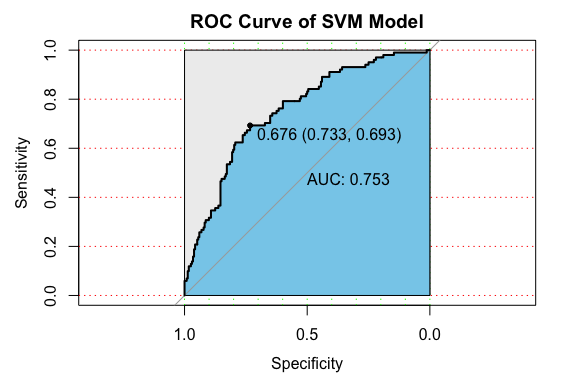 ROC Curve of SVM Model
Sensitivity
1.0
0.8
0.6
0.4
0.2
0.0
0.676 (0.733, 0.693)
AUC: 0.753
1.0 0.5 0.0
Specificity